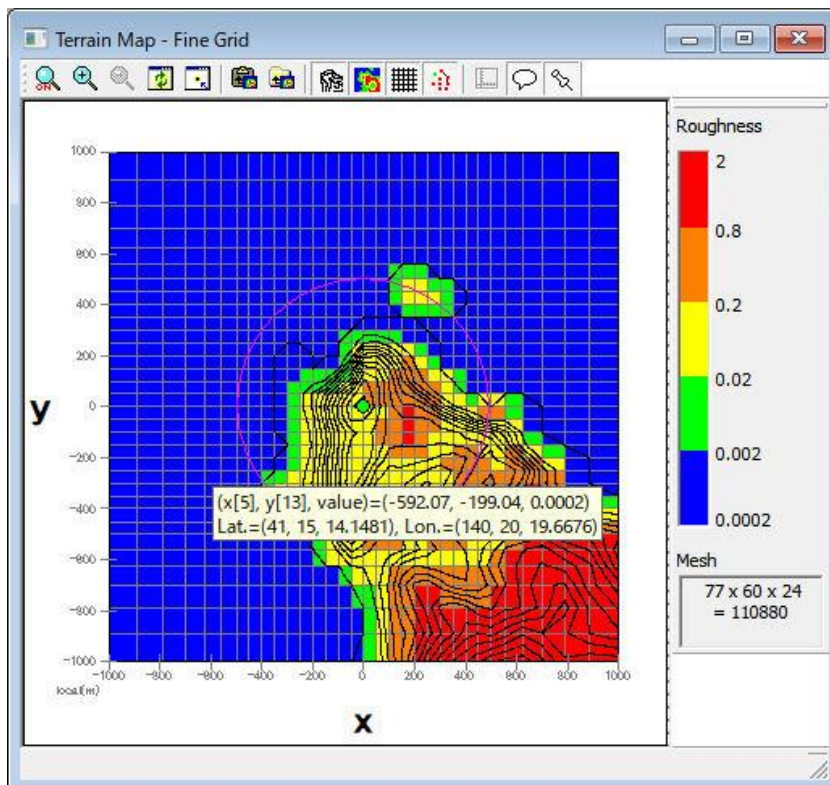 Terrain Map - Fine Grid
ON
Roughness
2
0.8
0.2
0.02
0.002
0.0002
Mesh
77 x 60 x 24
= 110880
1000
800
600
400
200
y
0
-200
-400
(x[5], y[13], value)=(-592.07, -199.04, 0.0002)
Lat.=(41, 15, 14.1481), Lon.=(140, 20, 19.6676)
-600
-800
-1000
-1000 -800 -600 -400 -200 0 200 400 600 800 1000
local(m)
x